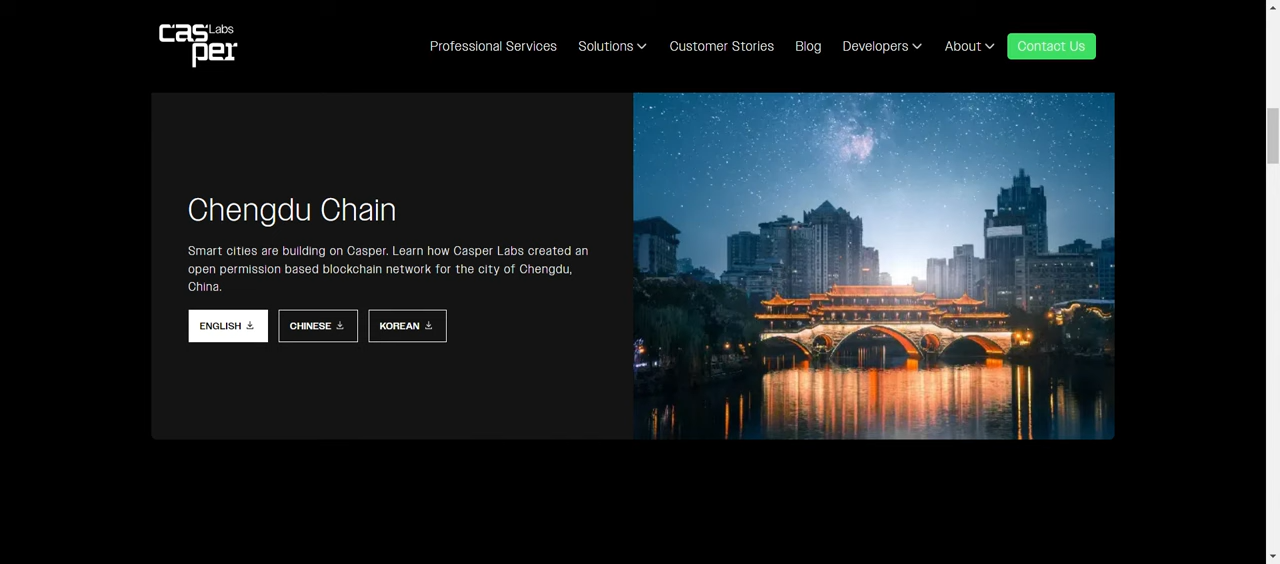 casper Labs
Professional Services
Solutions
Customer Stories
Blog
Developers
About
Contact Us
Chengdu Chain
Smart cities are building on Casper. Learn how Casper Labs created an
open permission based blockchain network for the city of Chengdu,
China.
ENGLISH
CHINESE
KOREAN